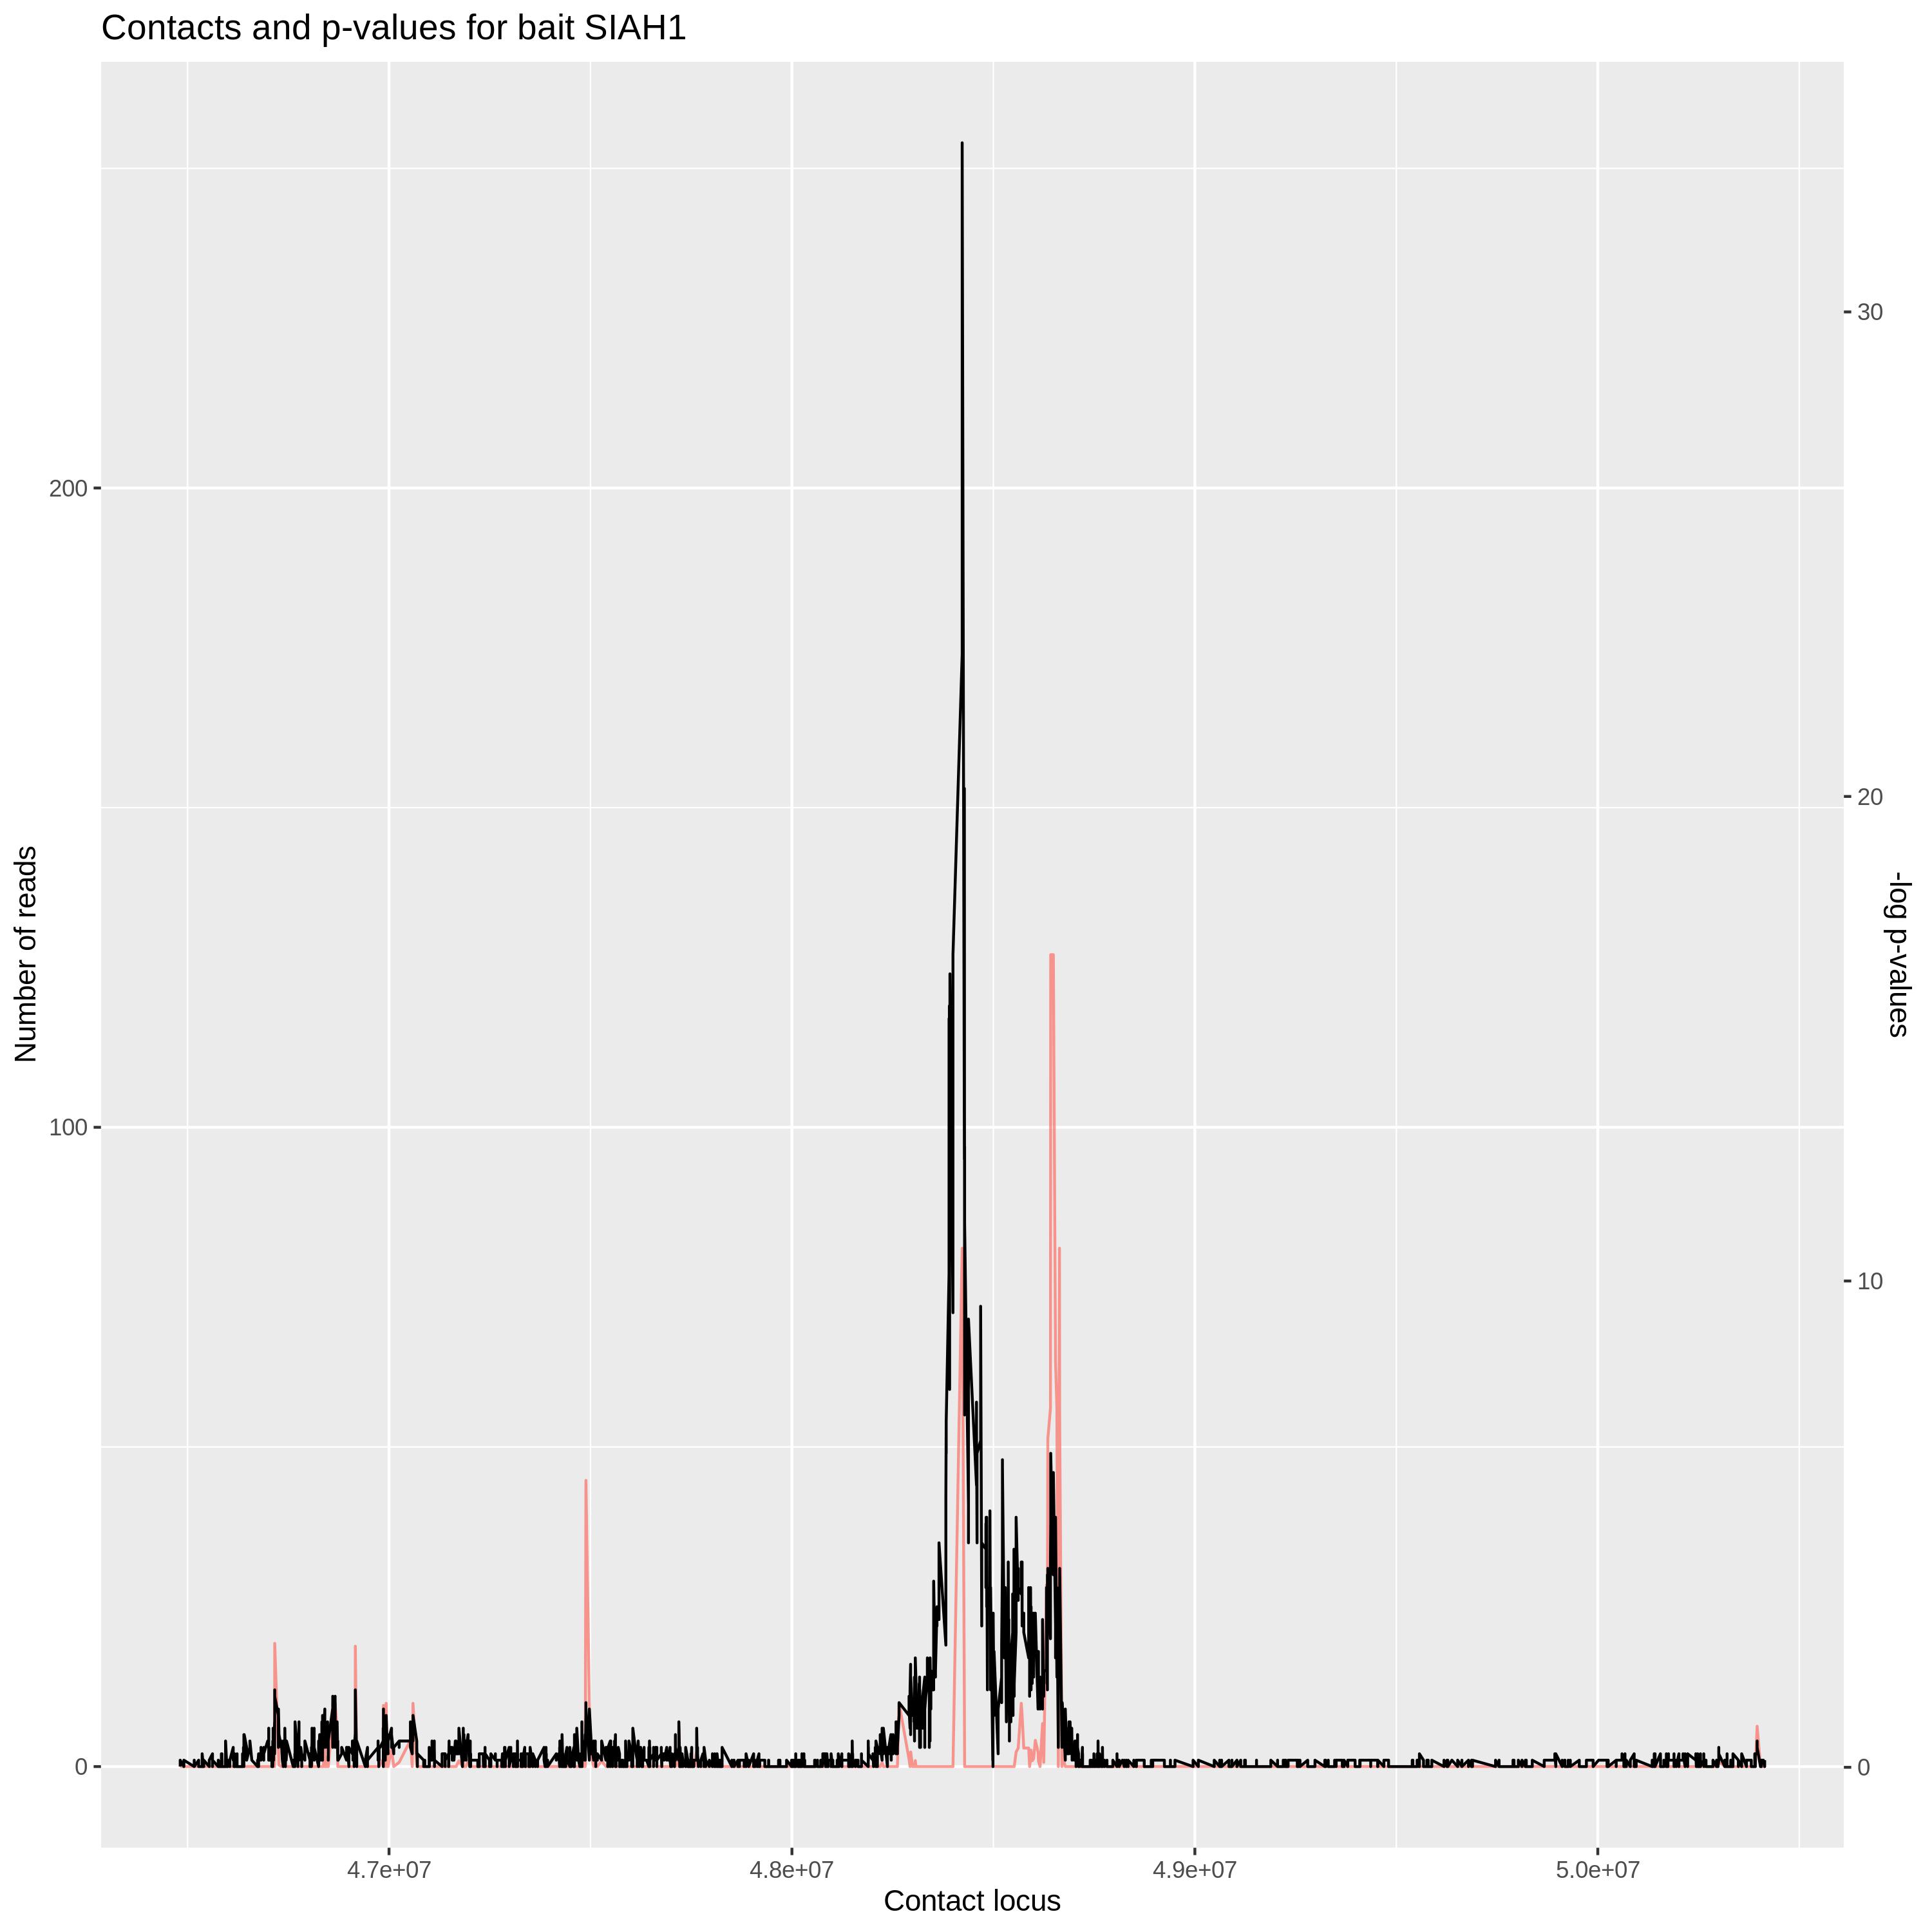 Contacts and p-values for bait SIAH1
Number of reads
200
100
0
30
20
10
0
-log p-values
4.7e+07
4.8e+07
4.9e+07
5.0e+07
Contact locus